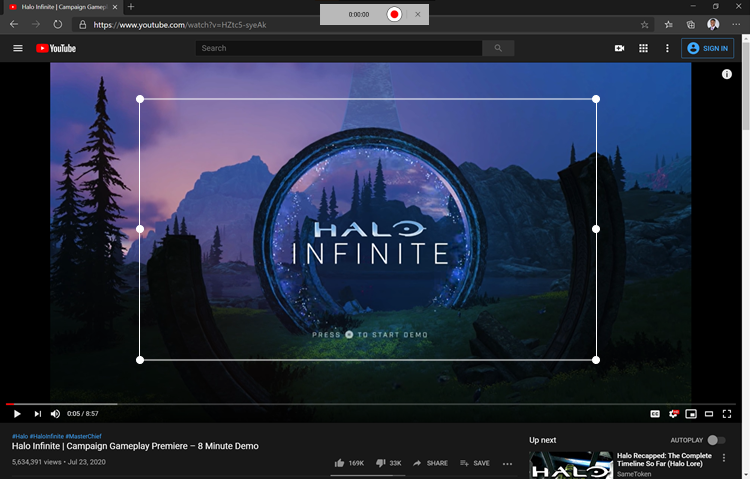 Halo Infinite | Campaign Gamepl
0:00:00
https://www.youtube.com/watch?v=HZtc5-syeAk
YouTube
Search
SIGN IN
HALO
INFINITE
PRESS TO START DEMO
0:05 / 8:57
CC
#Halo #HaloInfinite #MasterChief
Halo Infinite | Campaign Gameplay Premiere – 8 Minute Demo
5,634,391 views • Jul 23, 2020
169K
33K
SHARE
SAVE
Up next
AUTOPLAY
Halo Recapped: The Complete
Timeline So Far (Halo Lore)
SameToken
HALO